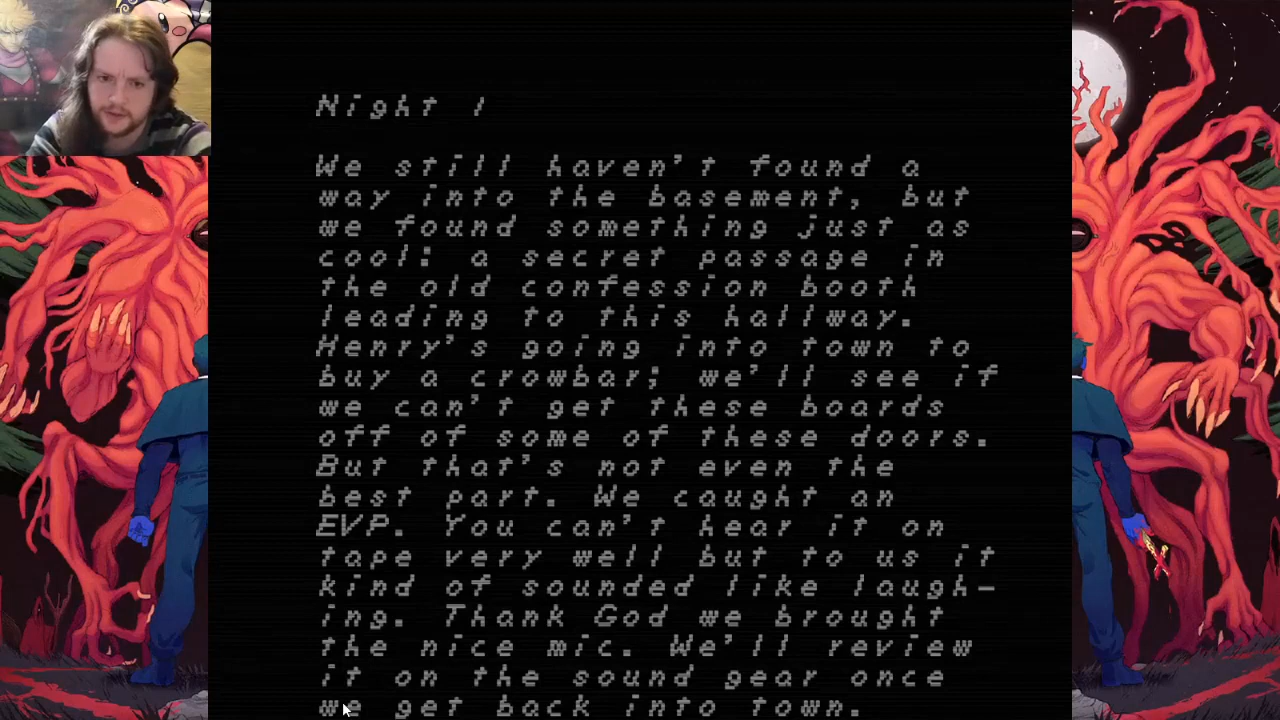 Night 1
We still haven't found a
way into the basement, but
we found something just as
cool: a secret passage in
the old confession booth
leading to this hallway.
Henry's going into town to
buy a crowbar; we'll see if
we can't get these boards
off of some of these doors.
But that's not even the
best part. We caught an
EVP. You can't hear it on
tape very well but to us it
kind of sounded like laugh-
ing. Thank God we brought
the nice mic. We'll review
it on the sound gear once
we get back into town.